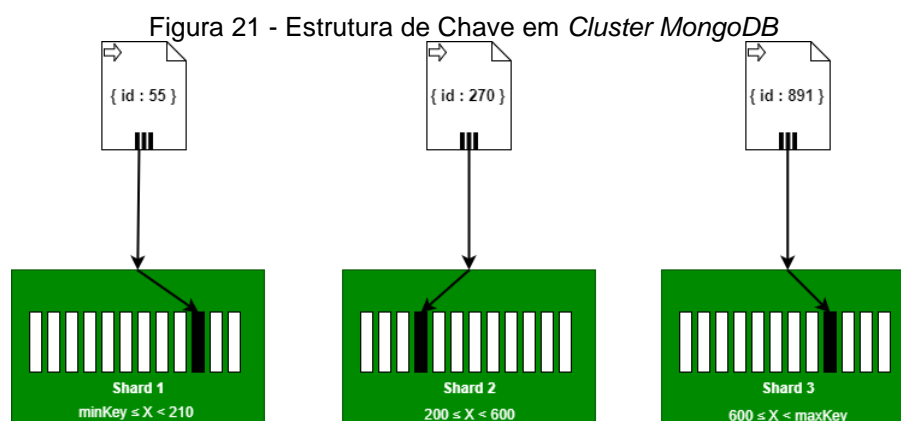 Figura 21 - Estrutura de Chave em Cluster MongoDB
{ id : 55 }
{ id : 270 }
{ id : 891 }
Shard 1
minKey ≤ X < 210
Shard 2
200 ≤ X < 600
Shard 3
600 ≤ X < maxKey